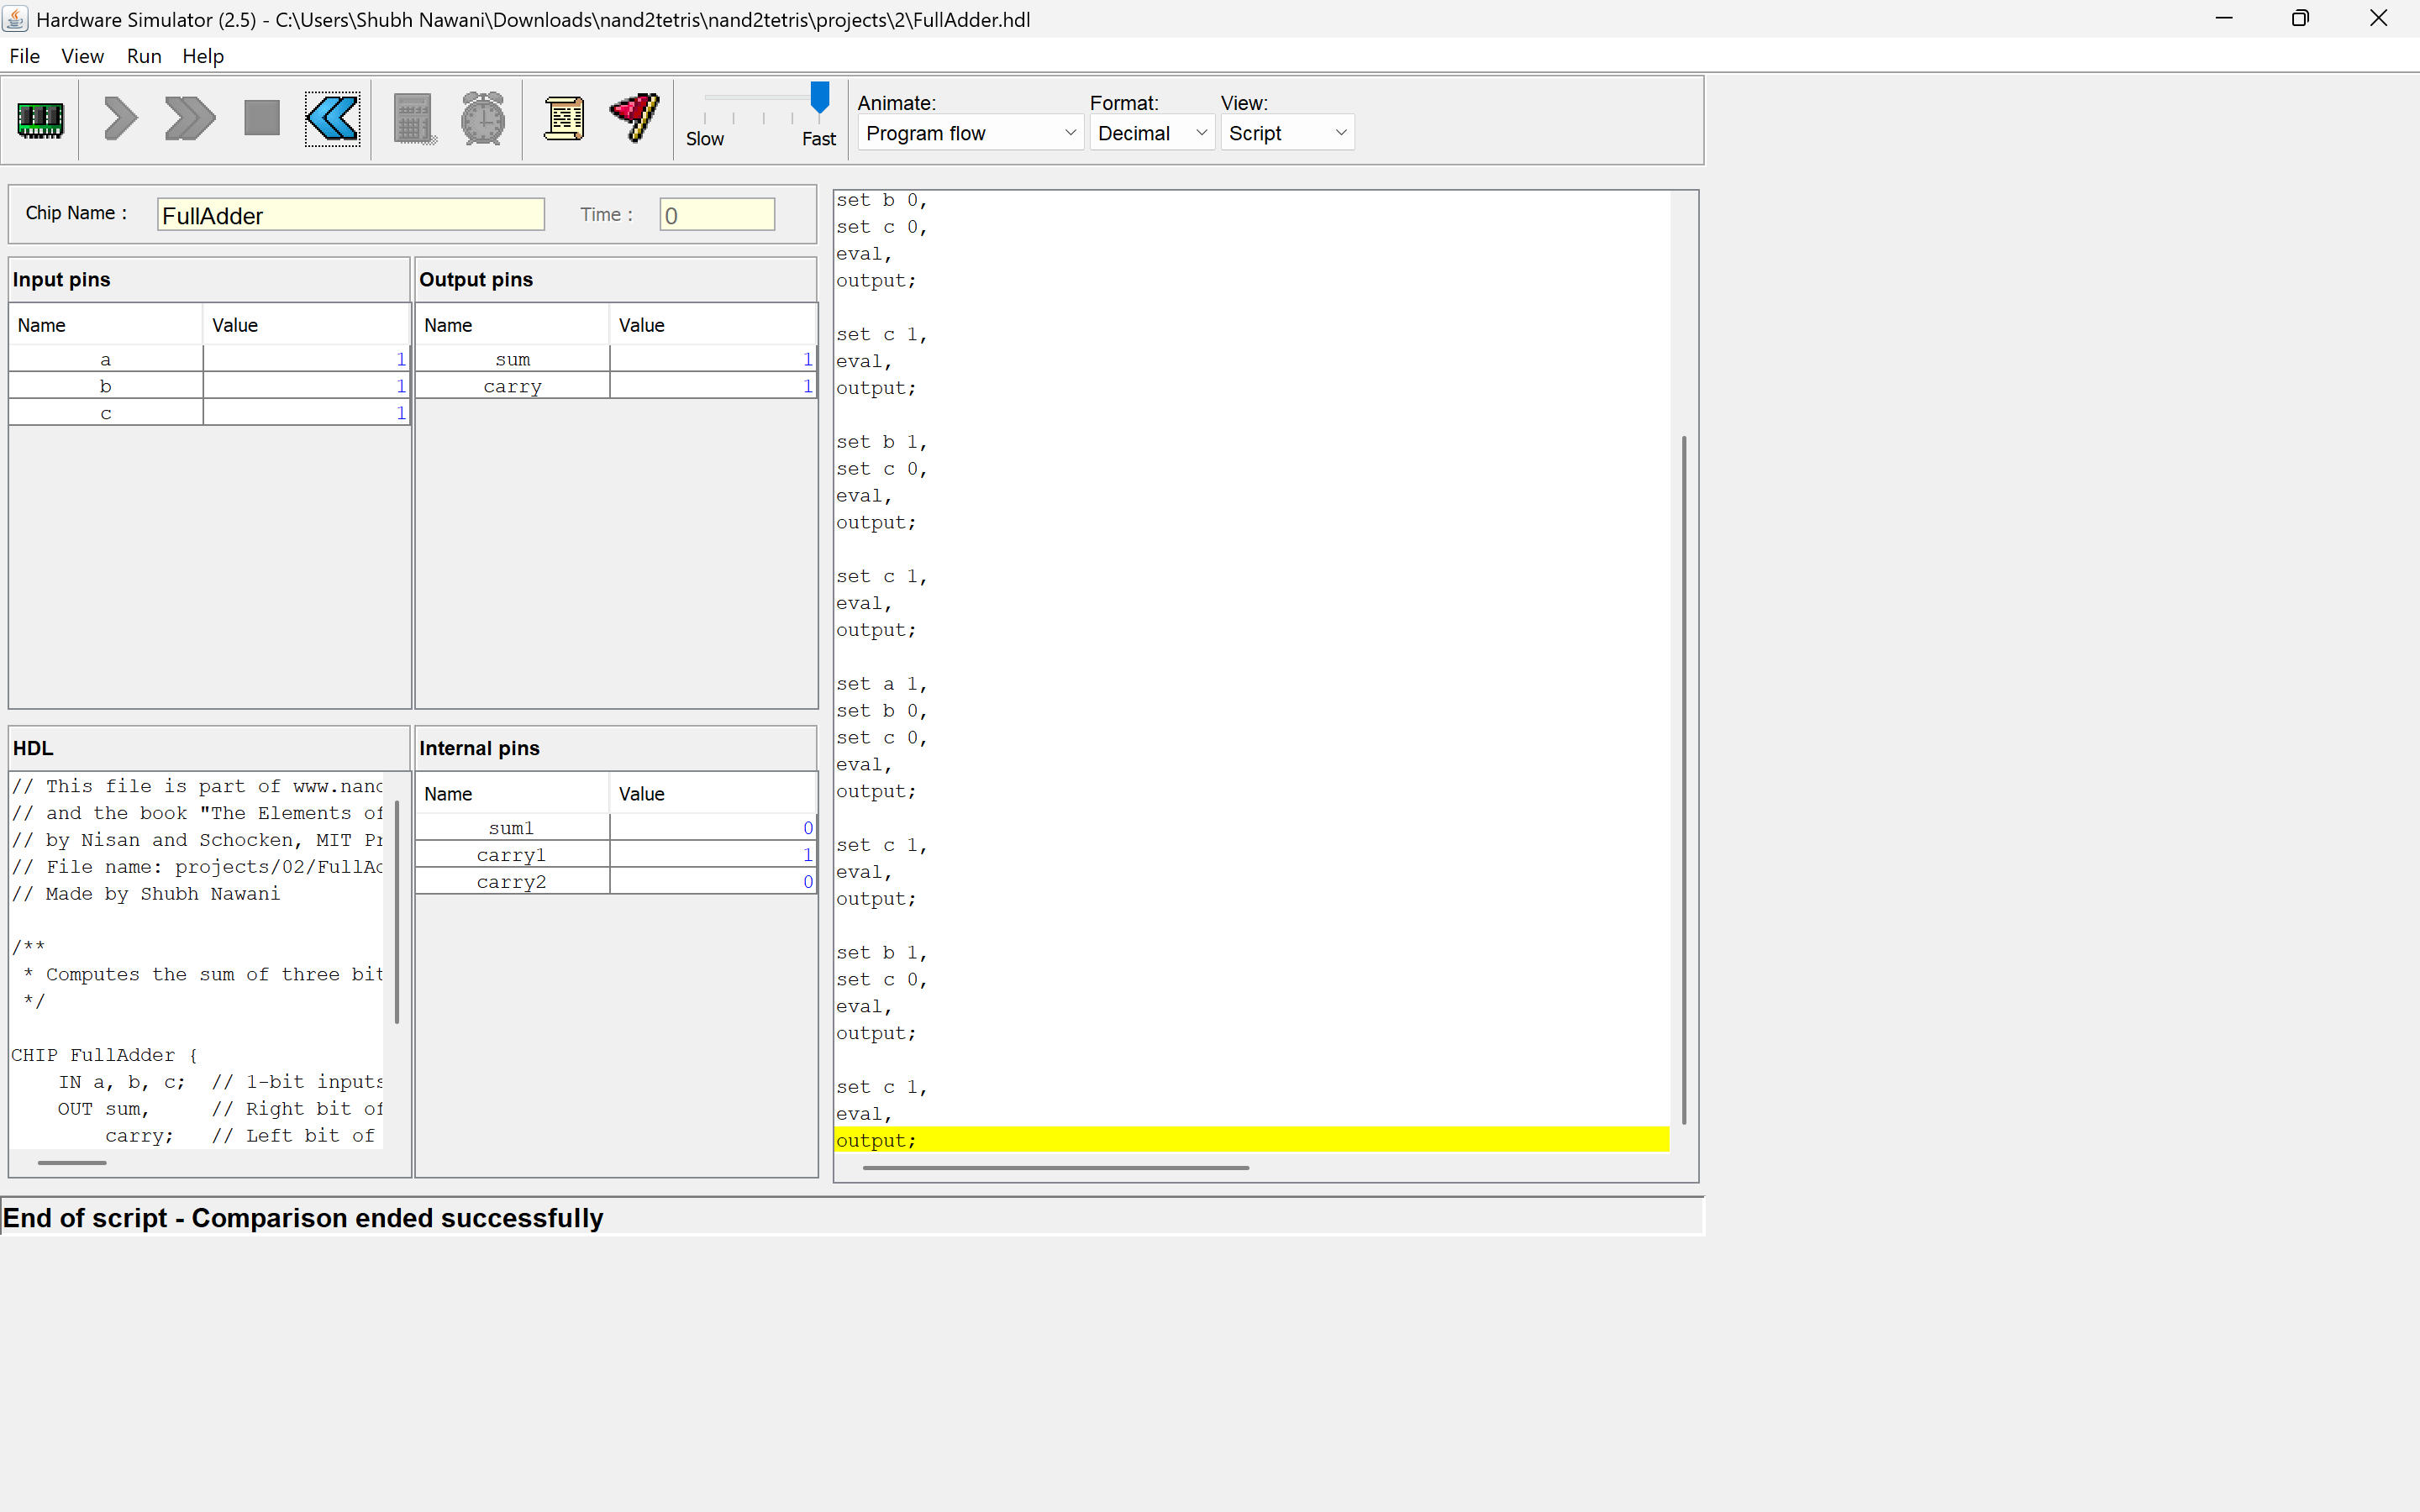 Hardware Simulator (2.5) - C:\Users\Shubh Nawani\Downloads\nand2tetris\nand2tetris\projects\2\FullAdder.hdl
File View Run Help
Slow Fast
Animate: Format: View:
Program flow Decimal Script
Chip Name : FullAdder Time : 0
Input pins
Name Value
a 1
b 1
c 1
Output pins
Name Value
sum 1
carry 1
HDL
// This file is part of www.nand
// and the book "The Elements of
// by Nisan and Schocken, MIT Pr
// File name: projects/02/FullAd
// Made by Shubh Nawani
/**
* Computes the sum of three bit
*/
CHIP FullAdder {
IN a, b, c; // 1-bit inputs
OUT sum, // Right bit of
carry; // Left bit of
Internal pins
Name Value
sum1 0
carry1 1
carry2 0
set b 0,
set c 0,
eval,
output;
set c 1,
eval,
output;
set b 1,
set c 0,
eval,
output;
set c 1,
eval,
output;
set a 1,
set b 0,
set c 0,
eval,
output;
set c 1,
eval,
output;
set b 1,
set c 0,
eval,
output;
set c 1,
eval,
output;
End of script - Comparison ended successfully